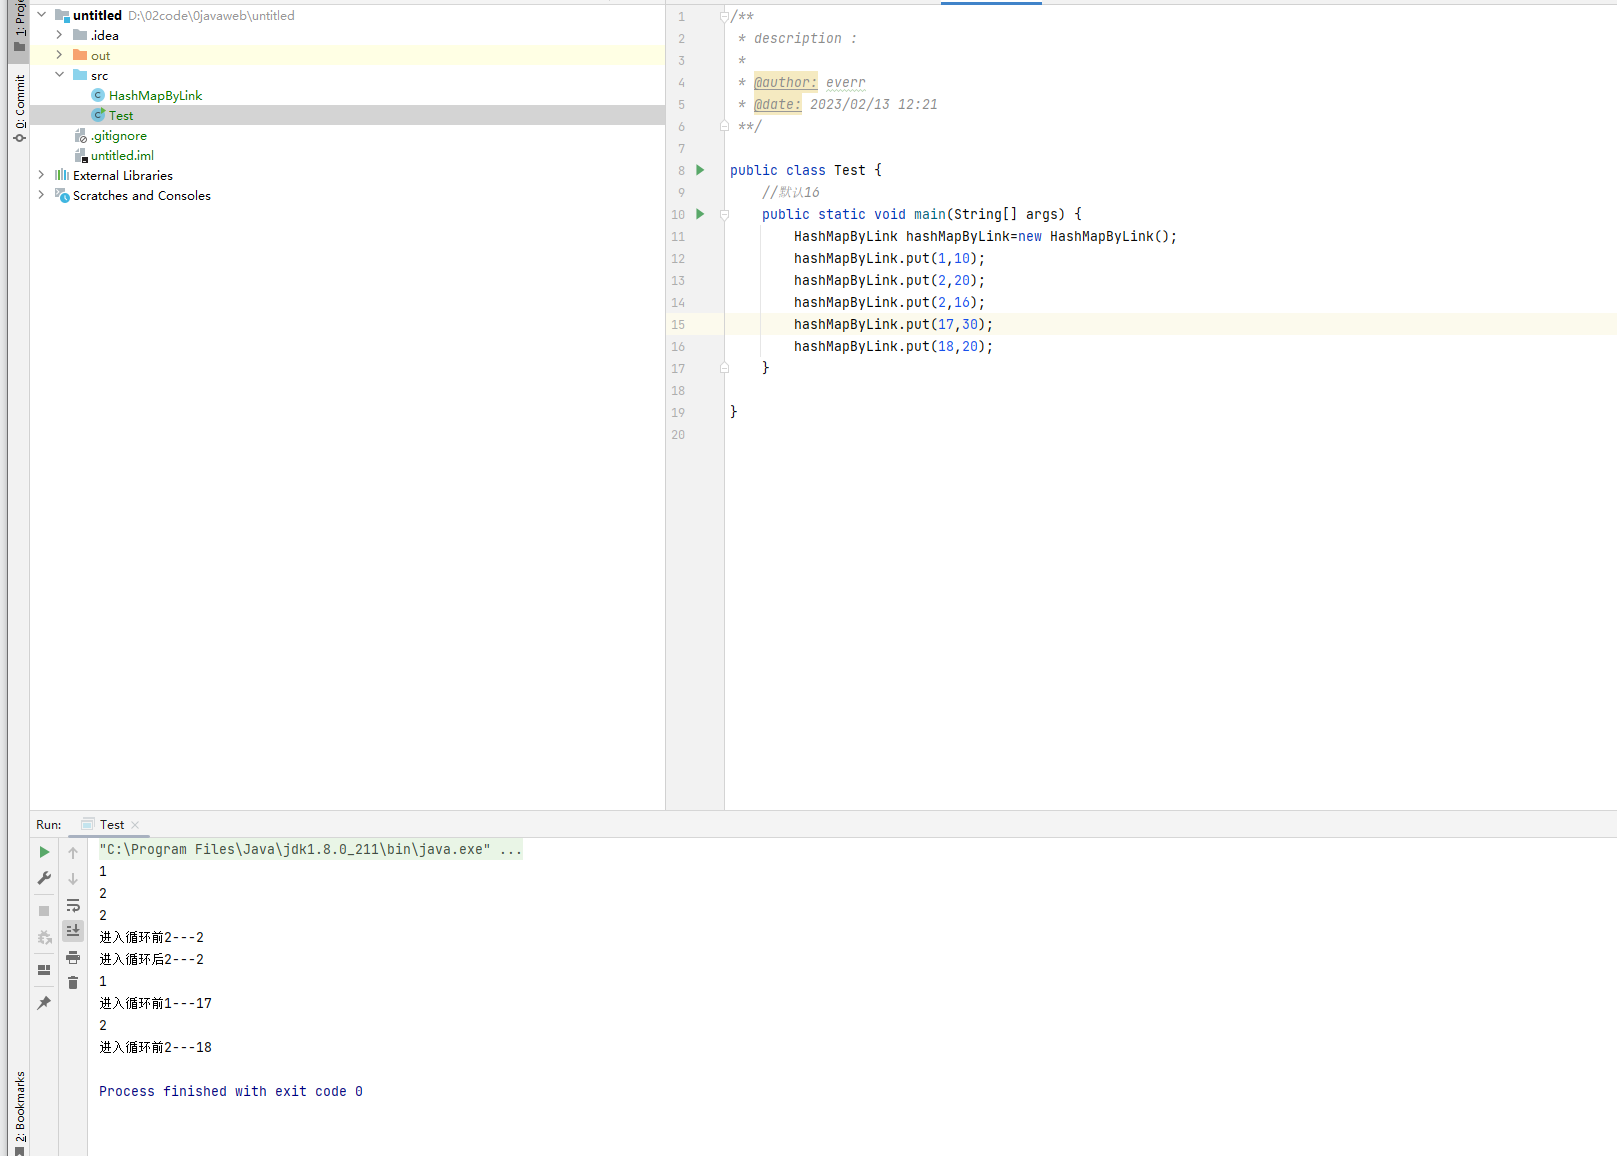 1: Proje
0: Commit
2: Bookmarks
untitled D:\02code\0javaweb\untitled
.idea
out
src
HashMapByLink
Test
.gitignore
untitled.iml
External Libraries
Scratches and Consoles
1 /**
2 * description :
3 *
4 * @author: everr
5 * @date: 2023/02/13 12:21
6 **/
7
8 public class Test {
9 //默认16
10 public static void main(String[] args) {
11 HashMapByLink hashMapByLink=new HashMapByLink();
12 hashMapByLink.put(1,10);
13 hashMapByLink.put(2,20);
14 hashMapByLink.put(2,16);
15 hashMapByLink.put(17,30);
16 hashMapByLink.put(18,20);
17 }
18
19 }
20
Run: Test
"C:\Program Files\Java\jdk1.8.0_211\bin\java.exe" ...
1
2
2
进入循环前2---2
进入循环后2---2
1
进入循环前1---17
2
进入循环前2---18
Process finished with exit code 0